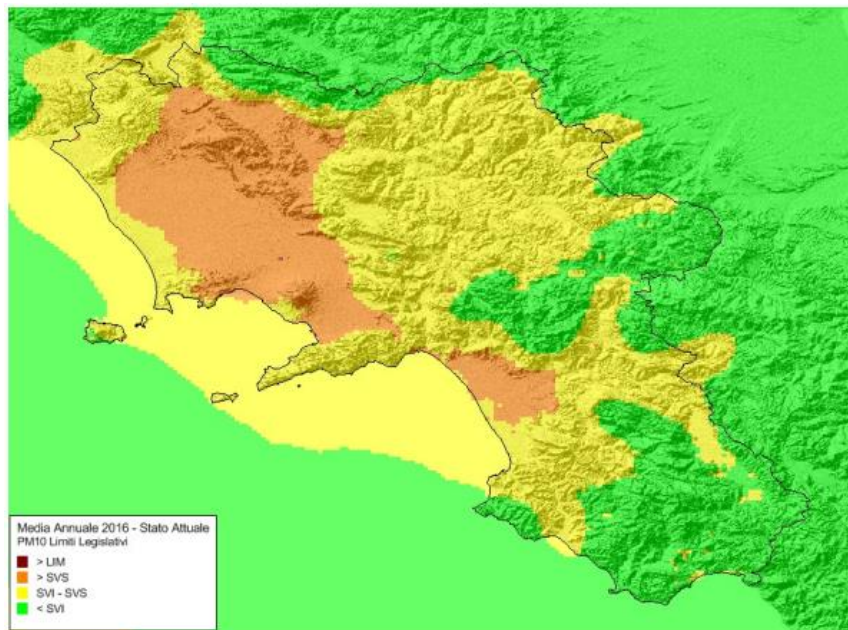 Media Annuale 2016 - Stato Attuale
PM10 Limiti Legislativi
> LIM
> SVS
SVI - SVS
< SVI